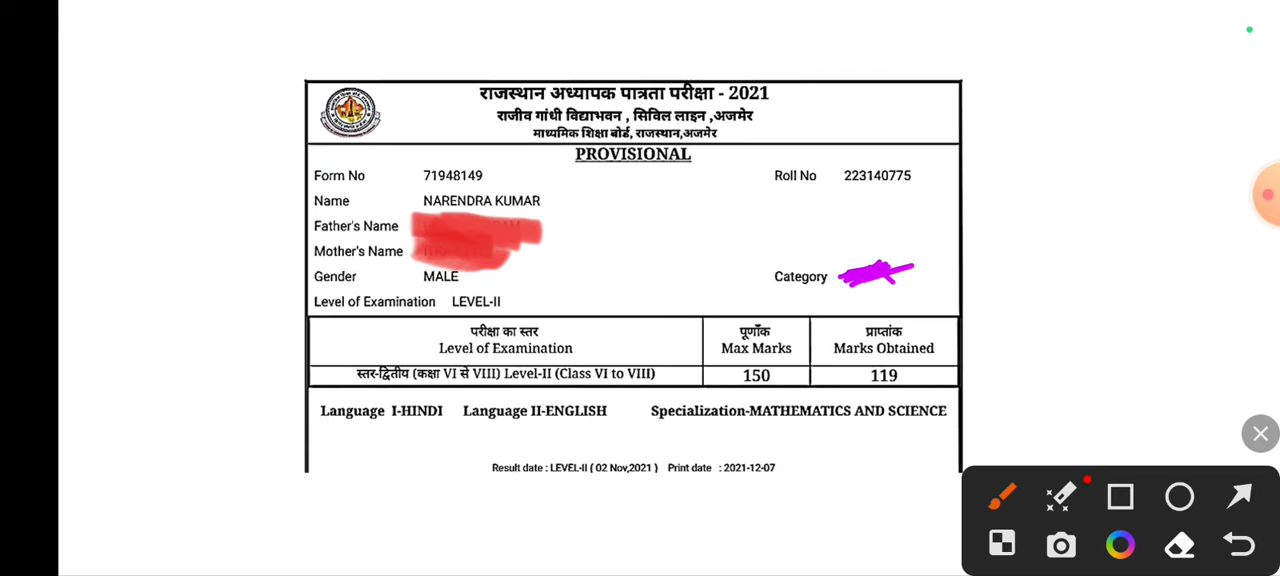 राजस्थान अध्यापक पात्रता परीक्षा - 2021
राजीव गांधी विद्याभवन , सिविल लाइन ,अजमेर
माध्यमिक शिक्षा बोर्ड, राजस्थान,अजमेर
PROVISIONAL
Form No 71948149 Roll No 223140775
Name NARENDRA KUMAR
Father's Name
Mother's Name
Gender MALE Category
Level of Examination LEVEL-II
परीक्षा का स्तर पूर्णाँक प्राप्तांक
Level of Examination Max Marks Marks Obtained
स्तर-द्वितीय (कक्षा VI से VIII) Level-II (Class VI to VIII) 150 119
Language I-HINDI Language II-ENGLISH Specialization-MATHEMATICS AND SCIENCE
Result date : LEVEL-II ( 02 Nov,2021 ) Print date : 2021-12-07